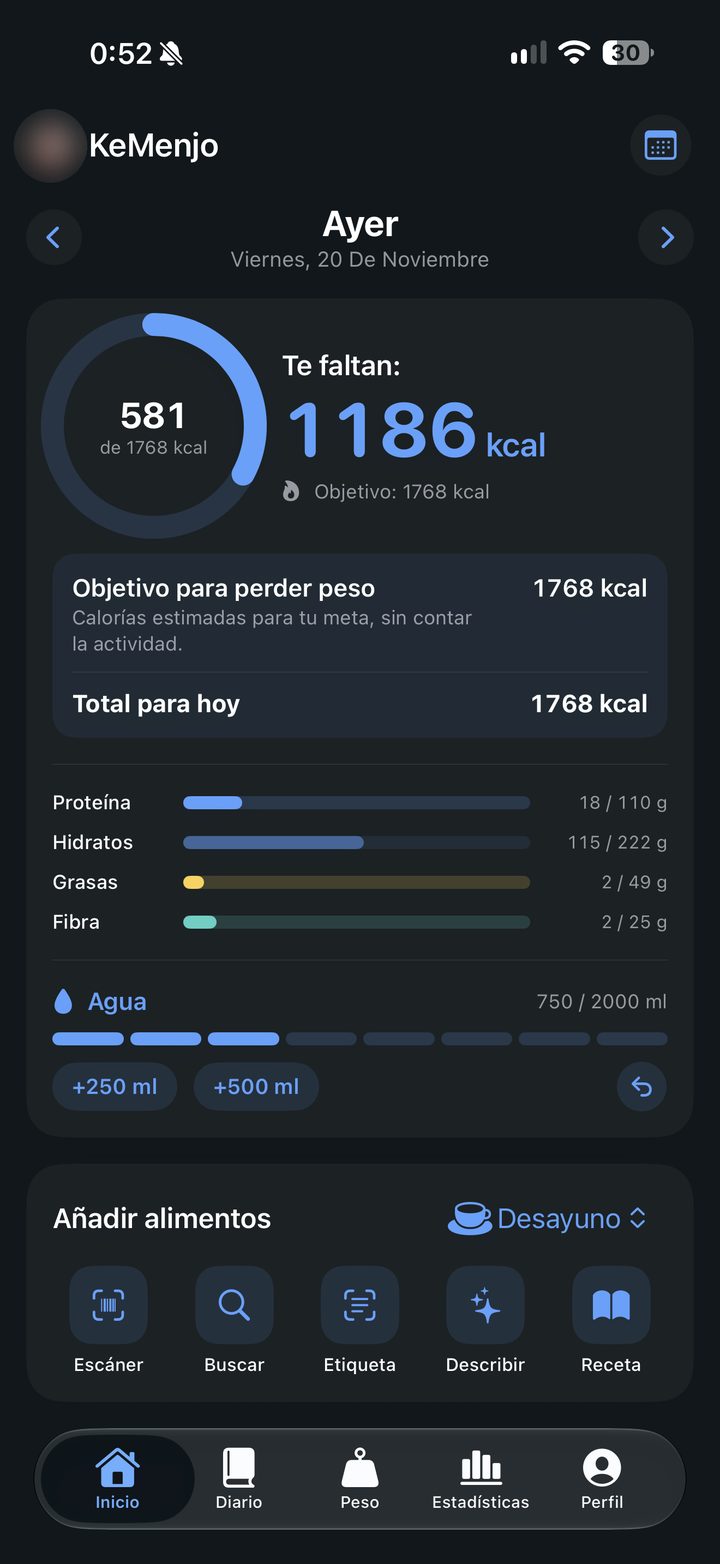 0:52
30
KeMenjo
Ayer
Viernes, 20 De Noviembre
581
de 1768 kcal
Te faltan:
1186 kcal
Objetivo: 1768 kcal
Objetivo para perder peso 1768 kcal
Calorías estimadas para tu meta, sin contar
la actividad.
Total para hoy 1768 kcal
Proteína 18 / 110 g
Hidratos 115 / 222 g
Grasas 2 / 49 g
Fibra 2 / 25 g
Agua 750 / 2000 ml
+250 ml +500 ml
Añadir alimentos Desayuno
Escáner Buscar Etiqueta Describir Receta
Inicio Diario Peso Estadísticas Perfil